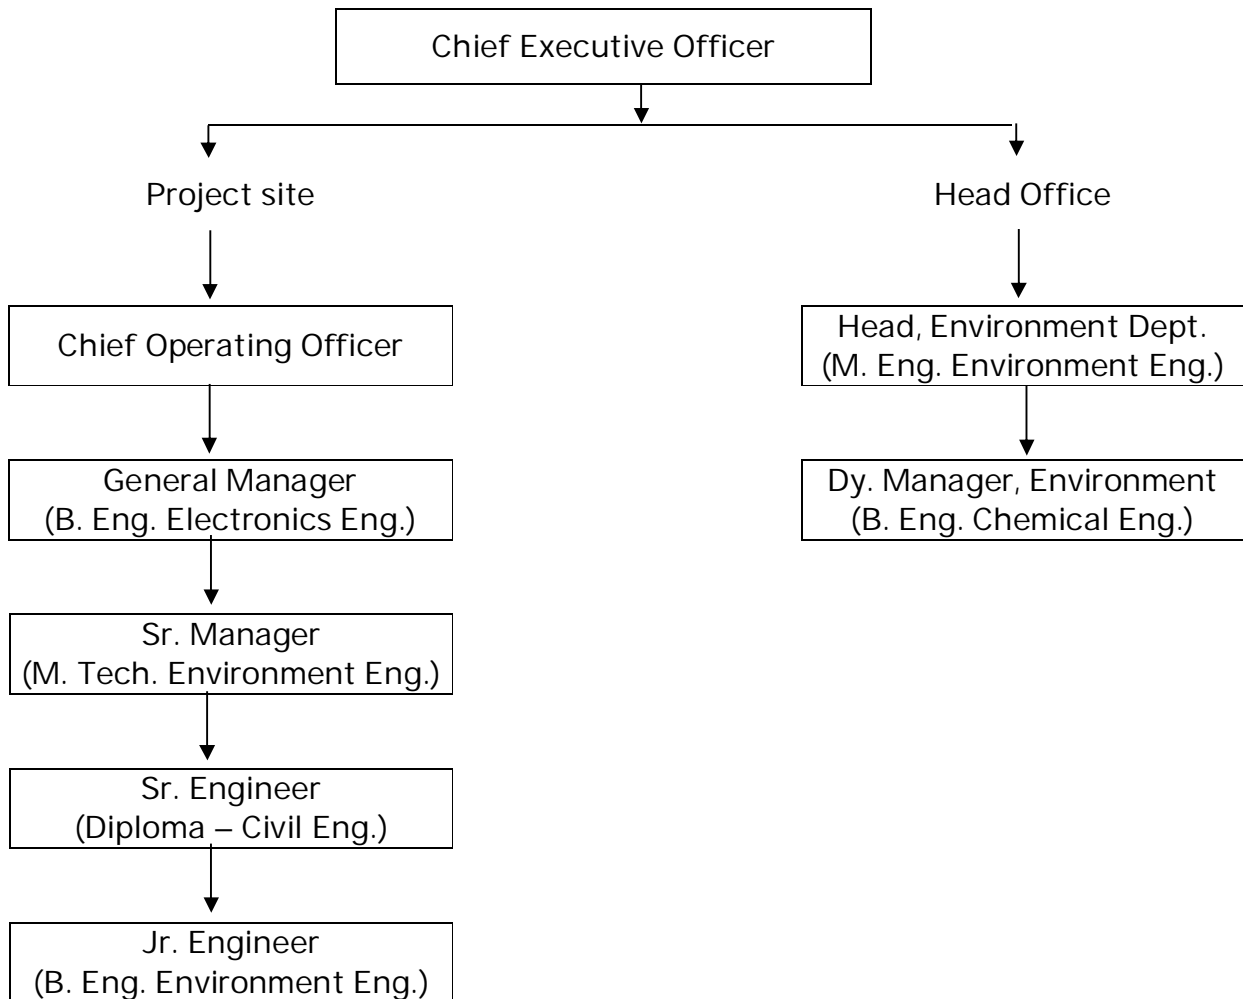 Chief Executive Officer
Project site
Head Office
Chief Operating Officer
Head, Environment Dept.
(M. Eng. Environment Eng.)
General Manager
(B. Eng. Electronics Eng.)
Dy. Manager, Environment
(B. Eng. Chemical Eng.)
Sr. Manager
(M. Tech. Environment Eng.)
Sr. Engineer
(Diploma – Civil Eng.)
Jr. Engineer
(B. Eng. Environment Eng.)